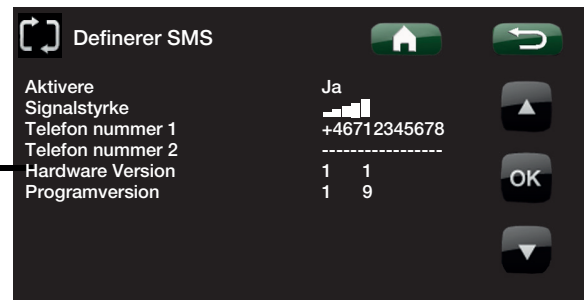 Definerer SMS
Aktivere Ja
Signalstyrke
Telefon nummer 1 +46712345678
Telefon nummer 2 -----------------
Hardware Version 1 1
Programversion 1 9
OK